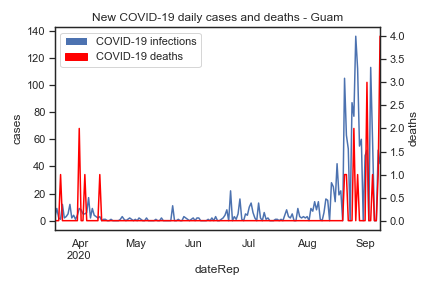 New COVID-19 daily cases and deaths - Guam
COVID-19 infections
COVID-19 deaths
140
120
100
80
60
40
20
0
cases
4.0
3.5
3.0
2.5
2.0
1.5
1.0
0.5
0.0
deaths
Apr May Jun Jul Aug Sep
2020
dateRep